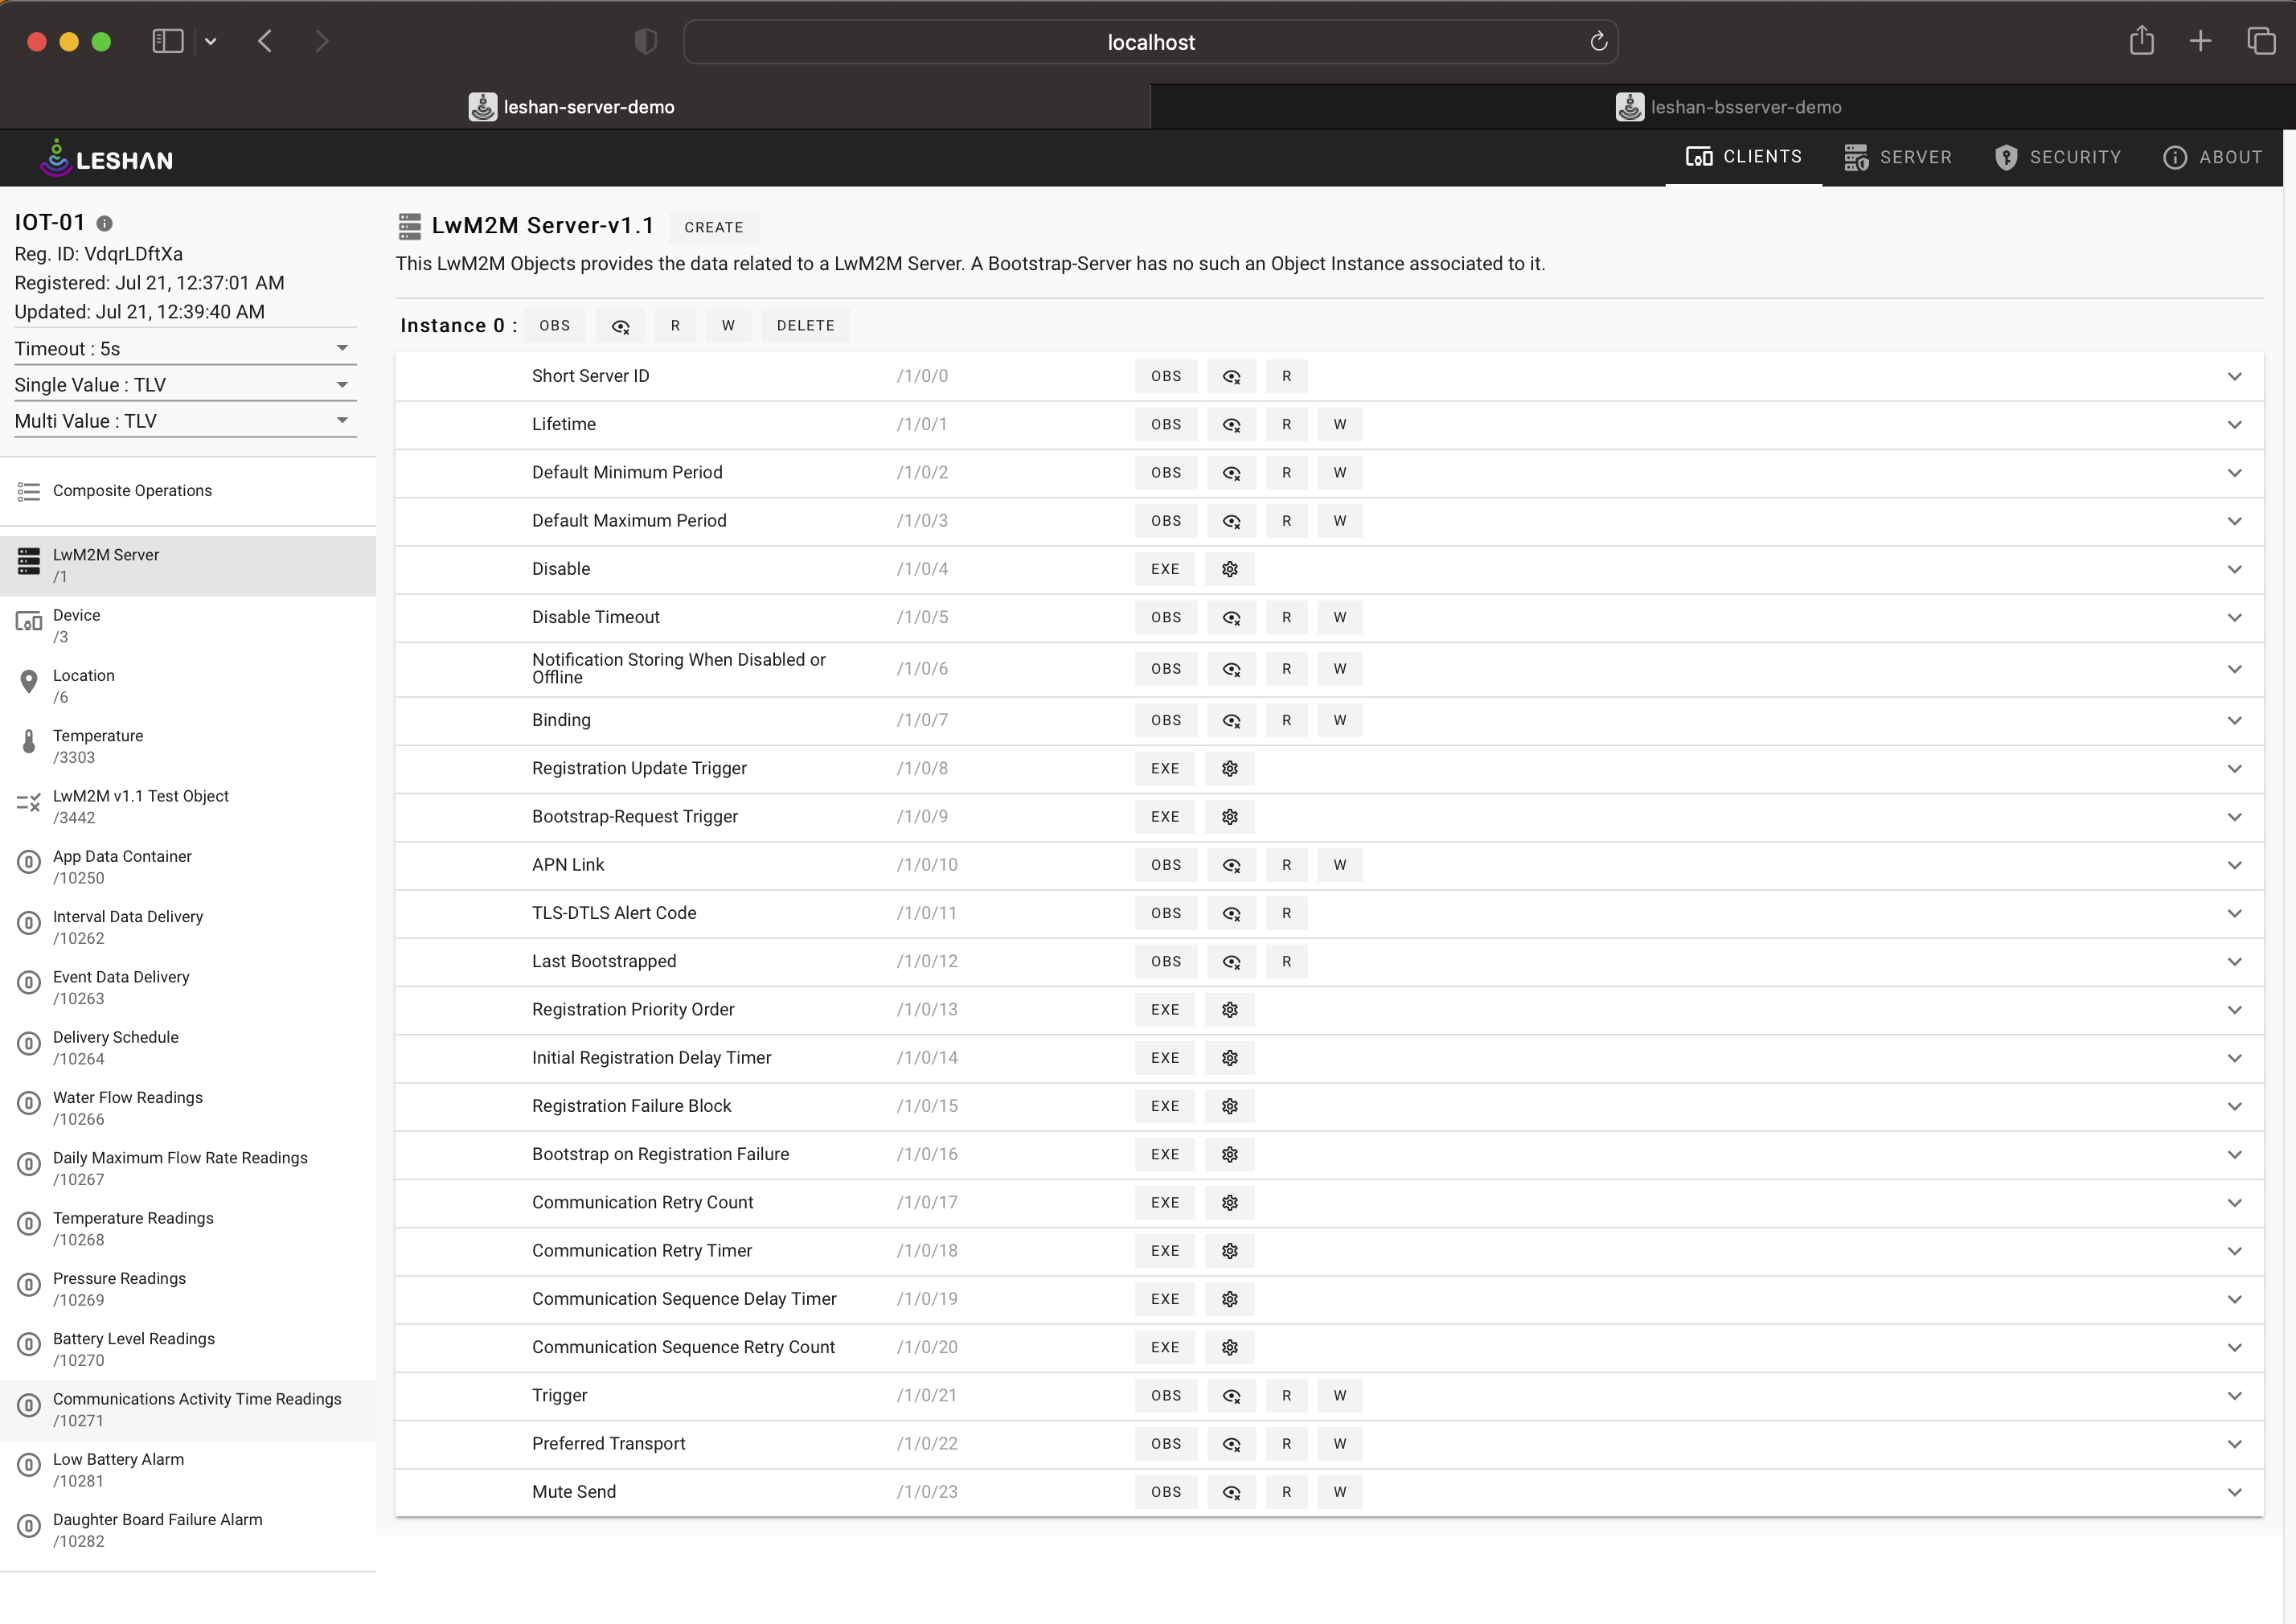 localhost
leshan-server-demo
leshan-bsserver-demo
LESHAN
CLIENTS
SERVER
SECURITY
ABOUT
IOT-01
Reg. ID: VdqrLDftXa
Registered: Jul 21, 12:37:01 AM
Updated: Jul 21, 12:39:40 AM
Timeout : 5s
Single Value : TLV
Multi Value : TLV
Composite Operations
LwM2M Server
/1
Device
/3
Location
/6
Temperature
/3303
LwM2M v1.1 Test Object
/3442
App Data Container
/10250
Interval Data Delivery
/10262
Event Data Delivery
/10263
Delivery Schedule
/10264
Water Flow Readings
/10266
Daily Maximum Flow Rate Readings
/10267
Temperature Readings
/10268
Pressure Readings
/10269
Battery Level Readings
/10270
Communications Activity Time Readings
/10271
Low Battery Alarm
/10281
Daughter Board Failure Alarm
/10282
LwM2M Server-v1.1 CREATE
This LwM2M Objects provides the data related to a LwM2M Server. A Bootstrap-Server has no such an Object Instance associated to it.
Instance 0 : OBS R W DELETE
Short Server ID /1/0/0 OBS R
Lifetime /1/0/1 OBS R W
Default Minimum Period /1/0/2 OBS R W
Default Maximum Period /1/0/3 OBS R W
Disable /1/0/4 EXE
Disable Timeout /1/0/5 OBS R W
Notification Storing When Disabled or
Offline /1/0/6 OBS R W
Binding /1/0/7 OBS R W
Registration Update Trigger /1/0/8 EXE
Bootstrap-Request Trigger /1/0/9 EXE
APN Link /1/0/10 OBS R W
TLS-DTLS Alert Code /1/0/11 OBS R
Last Bootstrapped /1/0/12 OBS R
Registration Priority Order /1/0/13 EXE
Initial Registration Delay Timer /1/0/14 EXE
Registration Failure Block /1/0/15 EXE
Bootstrap on Registration Failure /1/0/16 EXE
Communication Retry Count /1/0/17 EXE
Communication Retry Timer /1/0/18 EXE
Communication Sequence Delay Timer /1/0/19 EXE
Communication Sequence Retry Count /1/0/20 EXE
Trigger /1/0/21 OBS R W
Preferred Transport /1/0/22 OBS R W
Mute Send /1/0/23 OBS R W